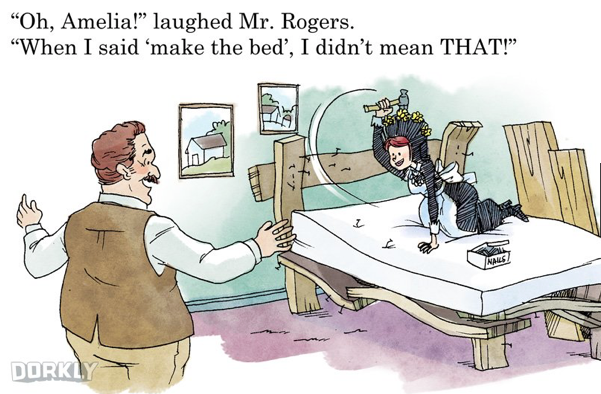 “Oh, Amelia!” laughed Mr. Rogers.
“When I said ‘make the bed’, I didn’t mean THAT!”
NAILS
DORKLY